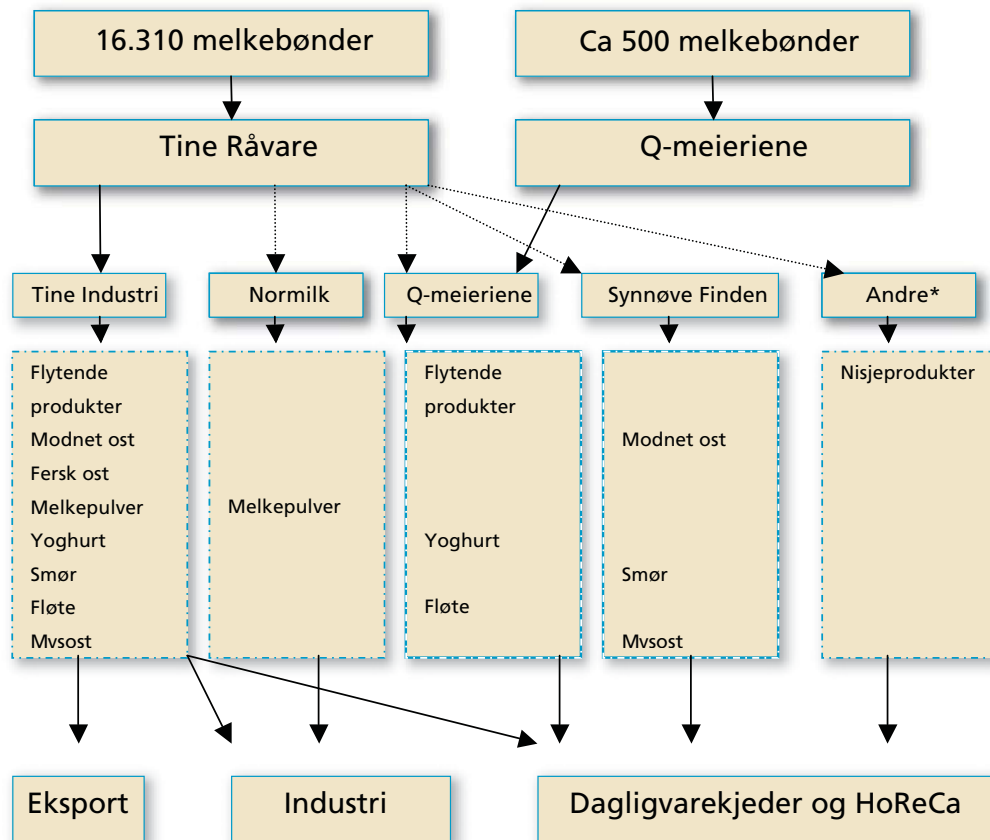 16.310 melkebønder
Ca 500 melkebønder
Tine Råvare
Q-meieriene
Tine Industri
Normilk
Q-meieriene
Synnøve Finden
Andre*
Flytende
produkter
Modnet ost
Fersk ost
Melkepulver
Yoghurt
Smør
Fløte
Mvsost
Melkepulver
Flytende
produkter
Yoghurt
Fløte
Modnet ost
Smør
Mvsost
Nisjeprodukter
Eksport
Industri
Dagligvarekjeder og HoReCa